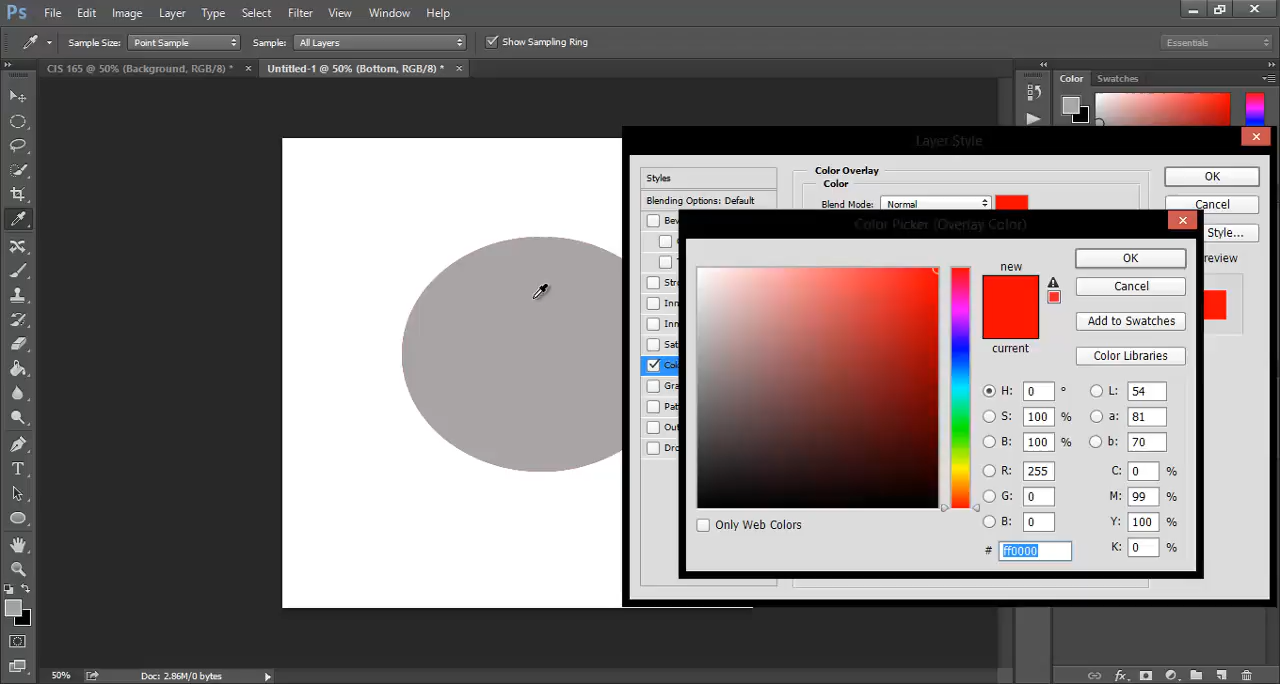 Ps File Edit Image Layer Type Select Filter View Window Help
Sample Size: Point Sample Sample: All Layers Show Sampling Ring Essentials
CIS 165 @ 50% (Background, RGB/8) * × Untitled-1 @ 50% (Bottom, RGB/8) * × Color Swatches
Layer Style
Styles
Color Overlay
Color
OK
Blending Options: Default
Blend Mode: Normal
Cancel
Style...
Color Picker (Overlay Color)
new
OK
Cancel
Add to Swatches
current
Color Libraries
H: 0 °
L: 54
S: 100 %
a: 81
B: 100 %
b: 70
R: 255
C: 0 %
G: 0
M: 99 %
B: 0
Y: 100 %
# ff0000
K: 0 %
Only Web Colors
T
50% Doc: 2.86M/0 bytes
fx